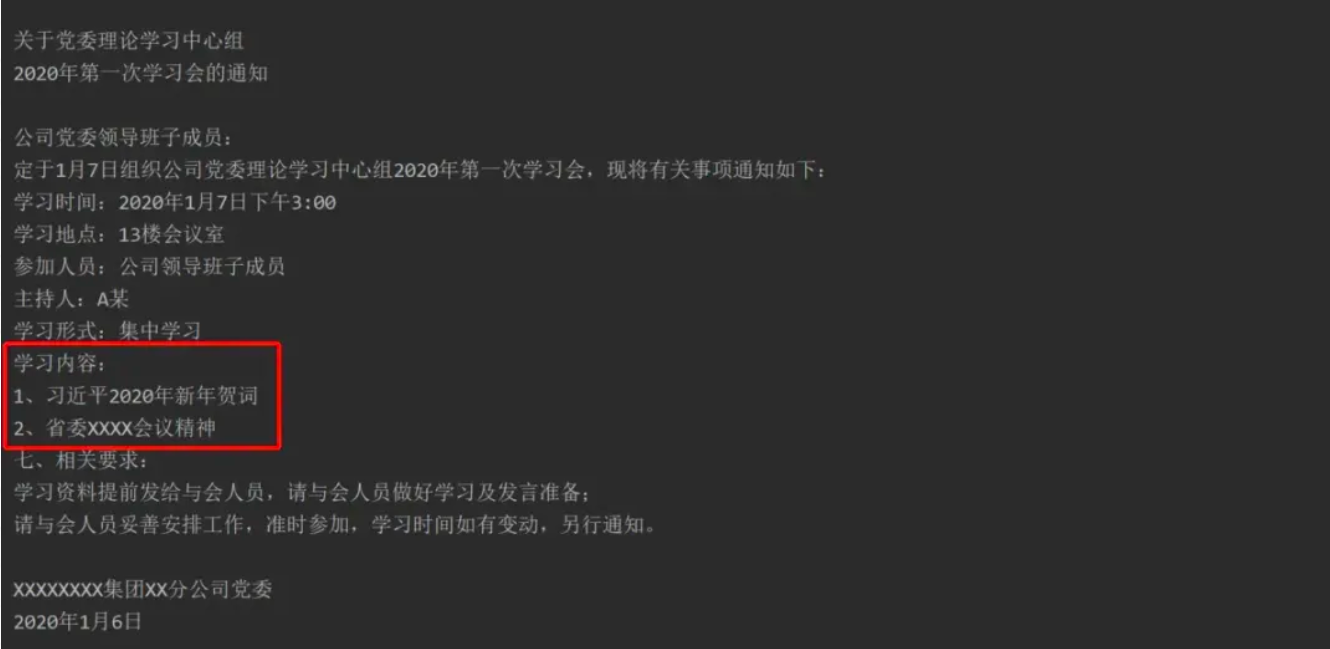 关于党委理论学习中心组
2020年第一次学习会的通知
公司党委领导班子成员：
定于1月7日组织公司党委理论学习中心组2020年第一次学习会，现将有关事项通知如下：
学习时间：2020年1月7日下午3:00
学习地点：13楼会议室
参加人员：公司领导班子成员
主持人：A某
学习形式：集中学习
学习内容：
1、习近平2020年新年贺词
2、省委XXXX会议精神
七、相关要求：
学习资料提前发给与会人员，请与会人员做好学习及发言准备；
请与会人员妥善安排工作，准时参加，学习时间如有变动，另行通知。
XXXXXXXX集团XX分公司党委
2020年1月6日